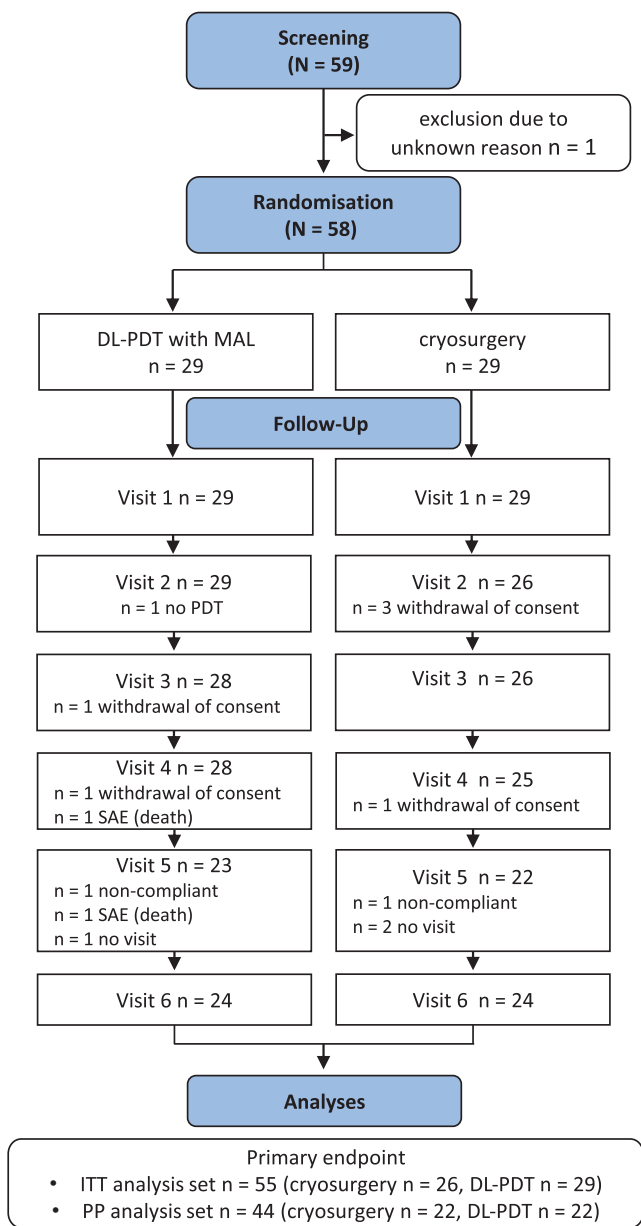 Screening
(N = 59)
exclusion due to
unknown reason n = 1
Randomisation
(N = 58)
DL-PDT with MAL
n = 29
cryosurgery
n = 29
Follow-Up
Visit 1 n = 29
Visit 1 n = 29
Visit 2 n = 29
n = 1 no PDT
Visit 2 n = 26
n = 3 withdrawal of consent
Visit 3 n = 28
n = 1 withdrawal of consent
Visit 3 n = 26
Visit 4 n = 28
n = 1 withdrawal of consent
n = 1 SAE (death)
Visit 4 n = 25
n = 1 withdrawal of consent
Visit 5 n = 23
n = 1 non-compliant
n = 1 SAE (death)
n = 1 no visit
Visit 5 n = 22
n = 1 non-compliant
n = 2 no visit
Visit 6 n = 24
Visit 6 n = 24
Analyses
Primary endpoint
• ITT analysis set n = 55 (cryosurgery n = 26, DL-PDT n = 29)
• PP analysis set n = 44 (cryosurgery n = 22, DL-PDT n = 22)